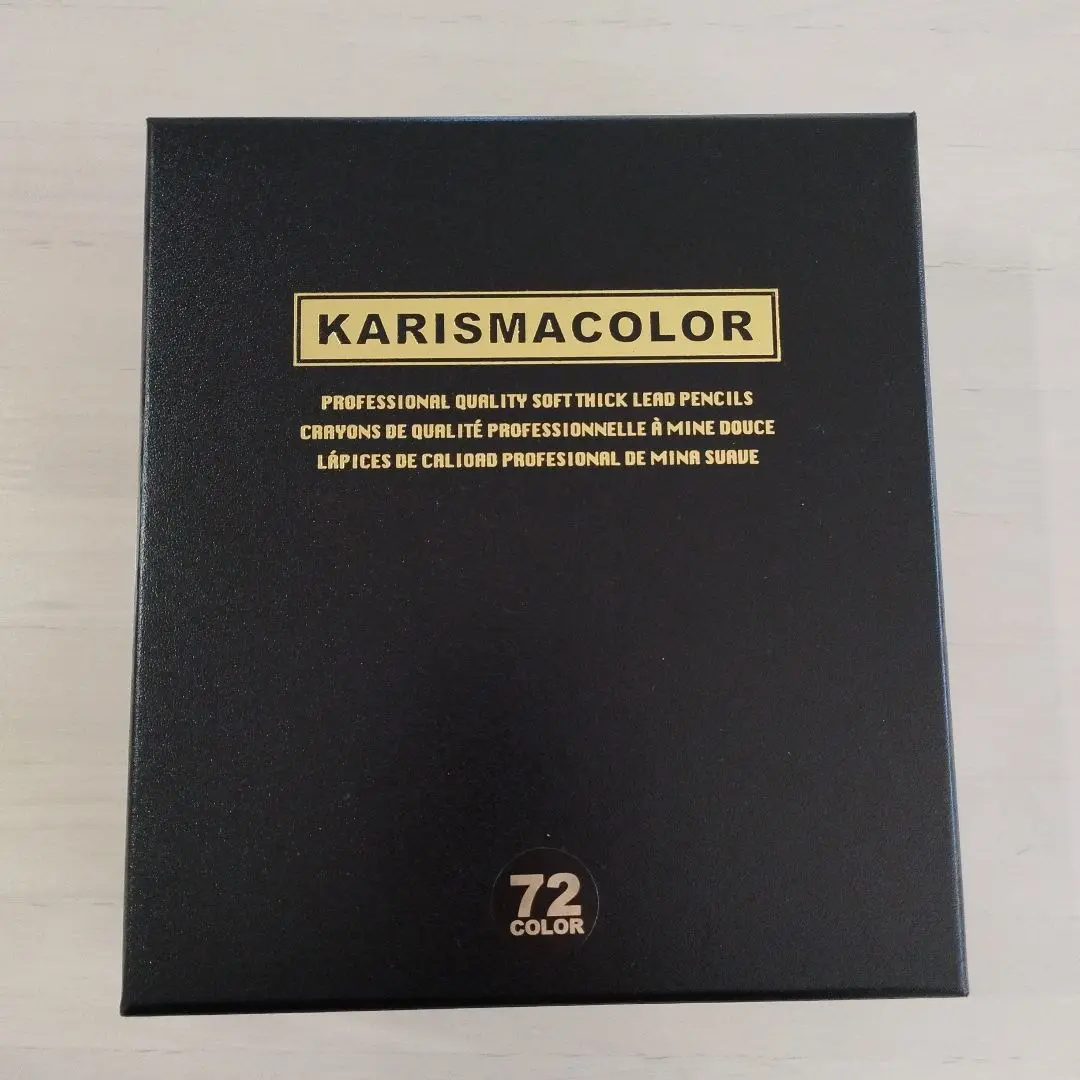 KARISMACOLOR
PROFESSIONAL QUALITY SOFT THICK LEAD PENCILS
CRAYONS DE QUALITÉ PROFESSIONNELLE À MINE DOUCE
LÁPICES DE CALIOAD PROFESIONAL DE MINA SUAVE
72
COLOR